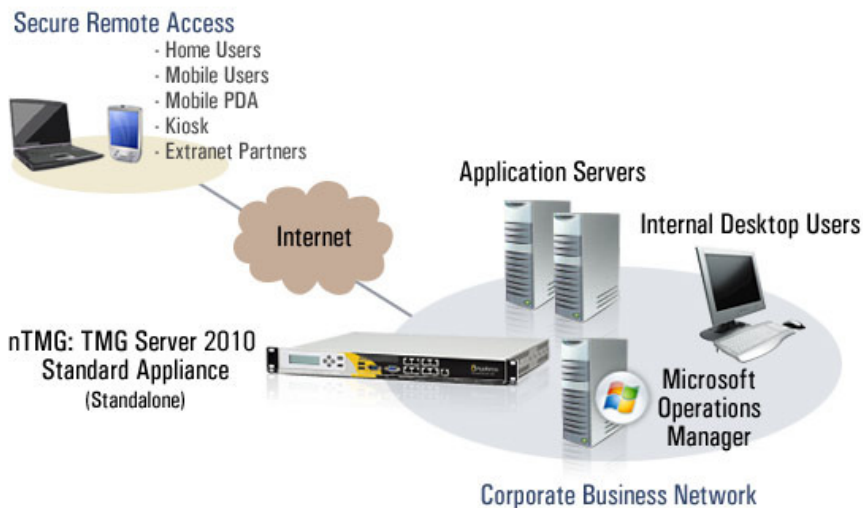 Secure Remote Access
- Home Users
- Mobile Users
- Mobile PDA
- Kiosk
- Extranet Partners
Application Servers
Internet
Internal Desktop Users
nTMG: TMG Server 2010
Standard Appliance
(Standalone)
Microsoft
Operations
Manager
Corporate Business Network